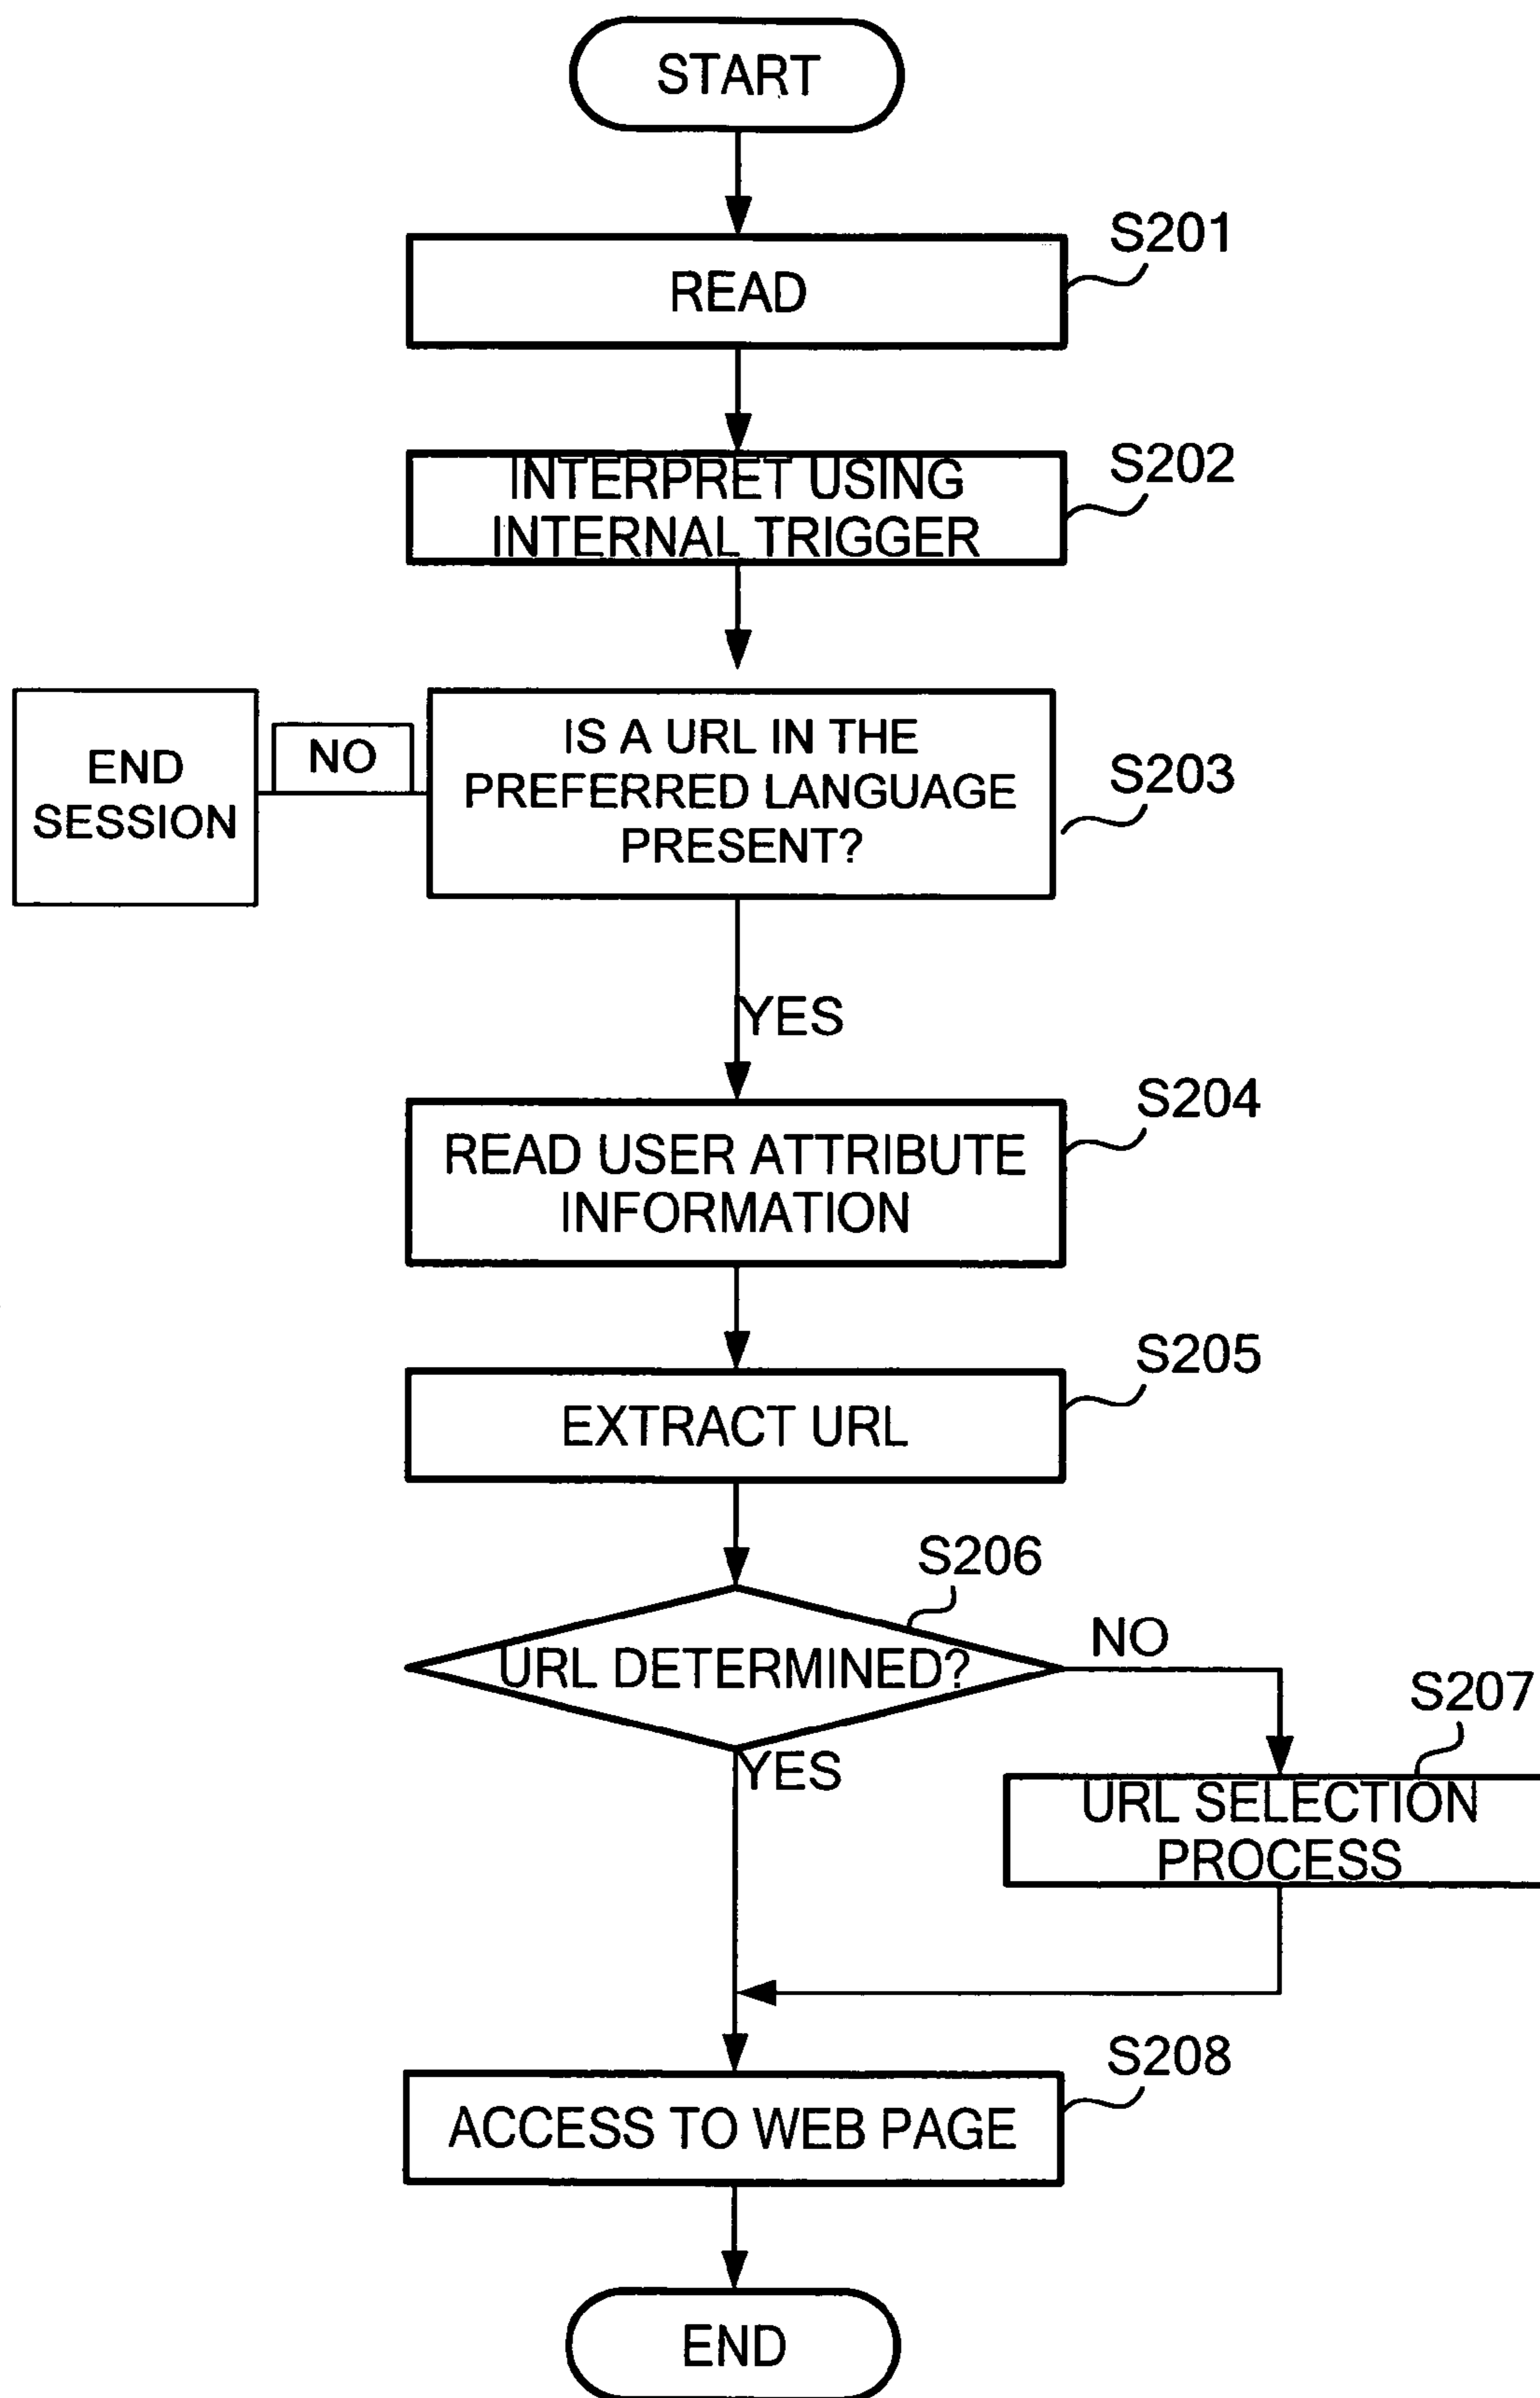 START
S201
READ
S202
INTERPRET USING
INTERNAL TRIGGER
END
SESSION
NO
IS A URL IN THE
PREFERRED LANGUAGE
PRESENT?
S203
YES
S204
READ USER ATTRIBUTE
INFORMATION
S205
EXTRACT URL
S206
URL DETERMINED?
NO
S207
YES
URL SELECTION
PROCESS
S208
ACCESS TO WEB PAGE
END